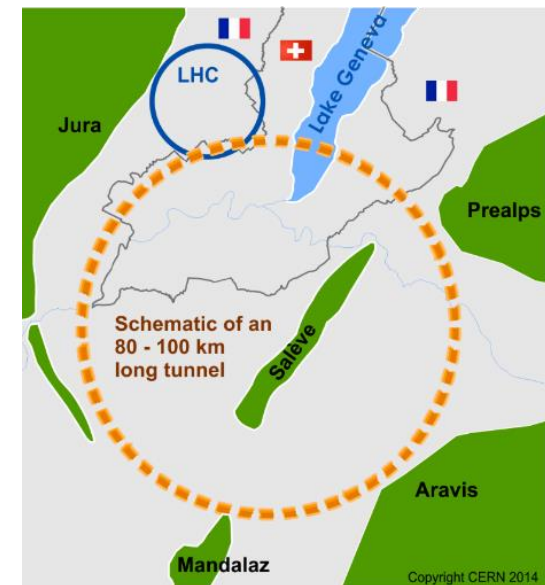 LHC
Lake Geneva
Jura
Prealps
Schematic of an
80 - 100 km
long tunnel
Salève
Aravis
Mandalaz
Copyright CERN 2014